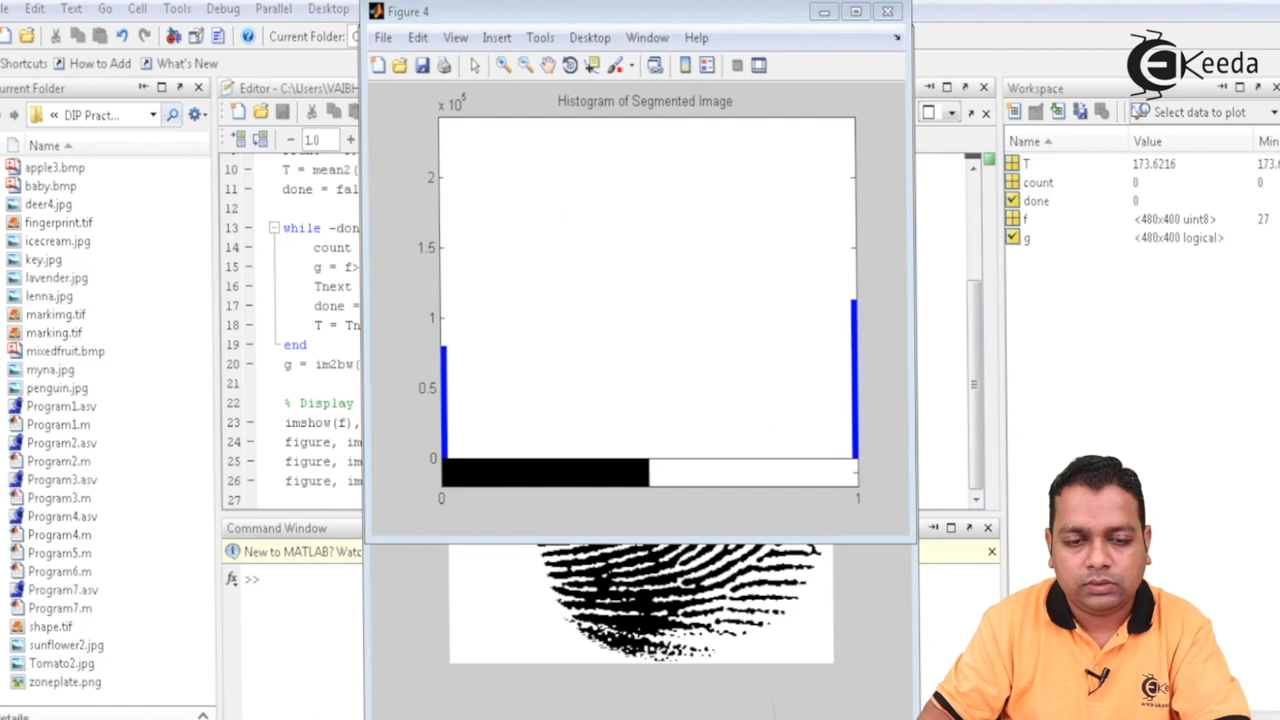 Figure 4
Edit Text Go Cell Tools Debug Parallel Desktop
File Edit View Insert Tools Desktop Window Help
Current Folder:
Shortcuts How to Add What's New
EKeeda
Current Folder
« DIP Pract...
Name
apple3.bmp
baby.bmp
deer4.jpg
fingerprint.tif
icecream.jpg
key.jpg
lavender.jpg
lenna.jpg
markimg.tif
marking.tif
mixedfruit.bmp
myna.jpg
penguin.jpg
Program1.asv
Program1.m
Program2.asv
Program2.m
Program3.asv
Program3.m
Program4.asv
Program4.m
Program5.m
Program6.m
Program7.asv
Program7.m
shape.tif
sunflower2.jpg
Tomato2.jpg
zoneplate.png
Details
Editor - C:\Users\VAIBH
1.0
10 T = mean2(
11 done = fal
12
13 while ~don
14 count
15 g = f>
16 Tnext
17 done =
18 T = Tn
19 end
20 g = im2bw(
21
22 % Display
23 imshow(f),
24 figure, im
25 figure, im
26 figure, im
27
Command Window
New to MATLAB? Watc
fx >>
x 10^5
Histogram of Segmented Image
2
1.5
1
0.5
0
0 1
Workspace
Select data to plot
Name Value Min
T 173.6216 173.6
count 0 0
done 0
f <480x400 uint8> 27
g <480x400 logical>
EKeeda